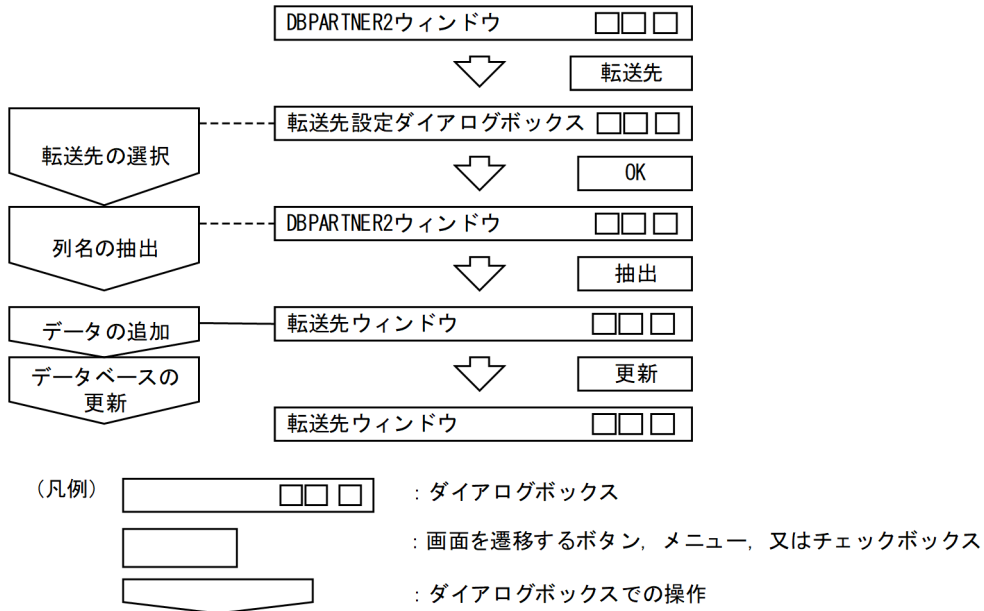 DBPARTNER2ウィンドウ
転送先
転送先の選択
転送先設定ダイアログボックス
OK
列名の抽出
DBPARTNER2ウィンドウ
抽出
データの追加
転送先ウィンドウ
データベースの
更新
更新
転送先ウィンドウ
(凡例)
:ダイアログボックス
:画面を遷移するボタン,メニュー,又はチェックボックス
:ダイアログボックスでの操作